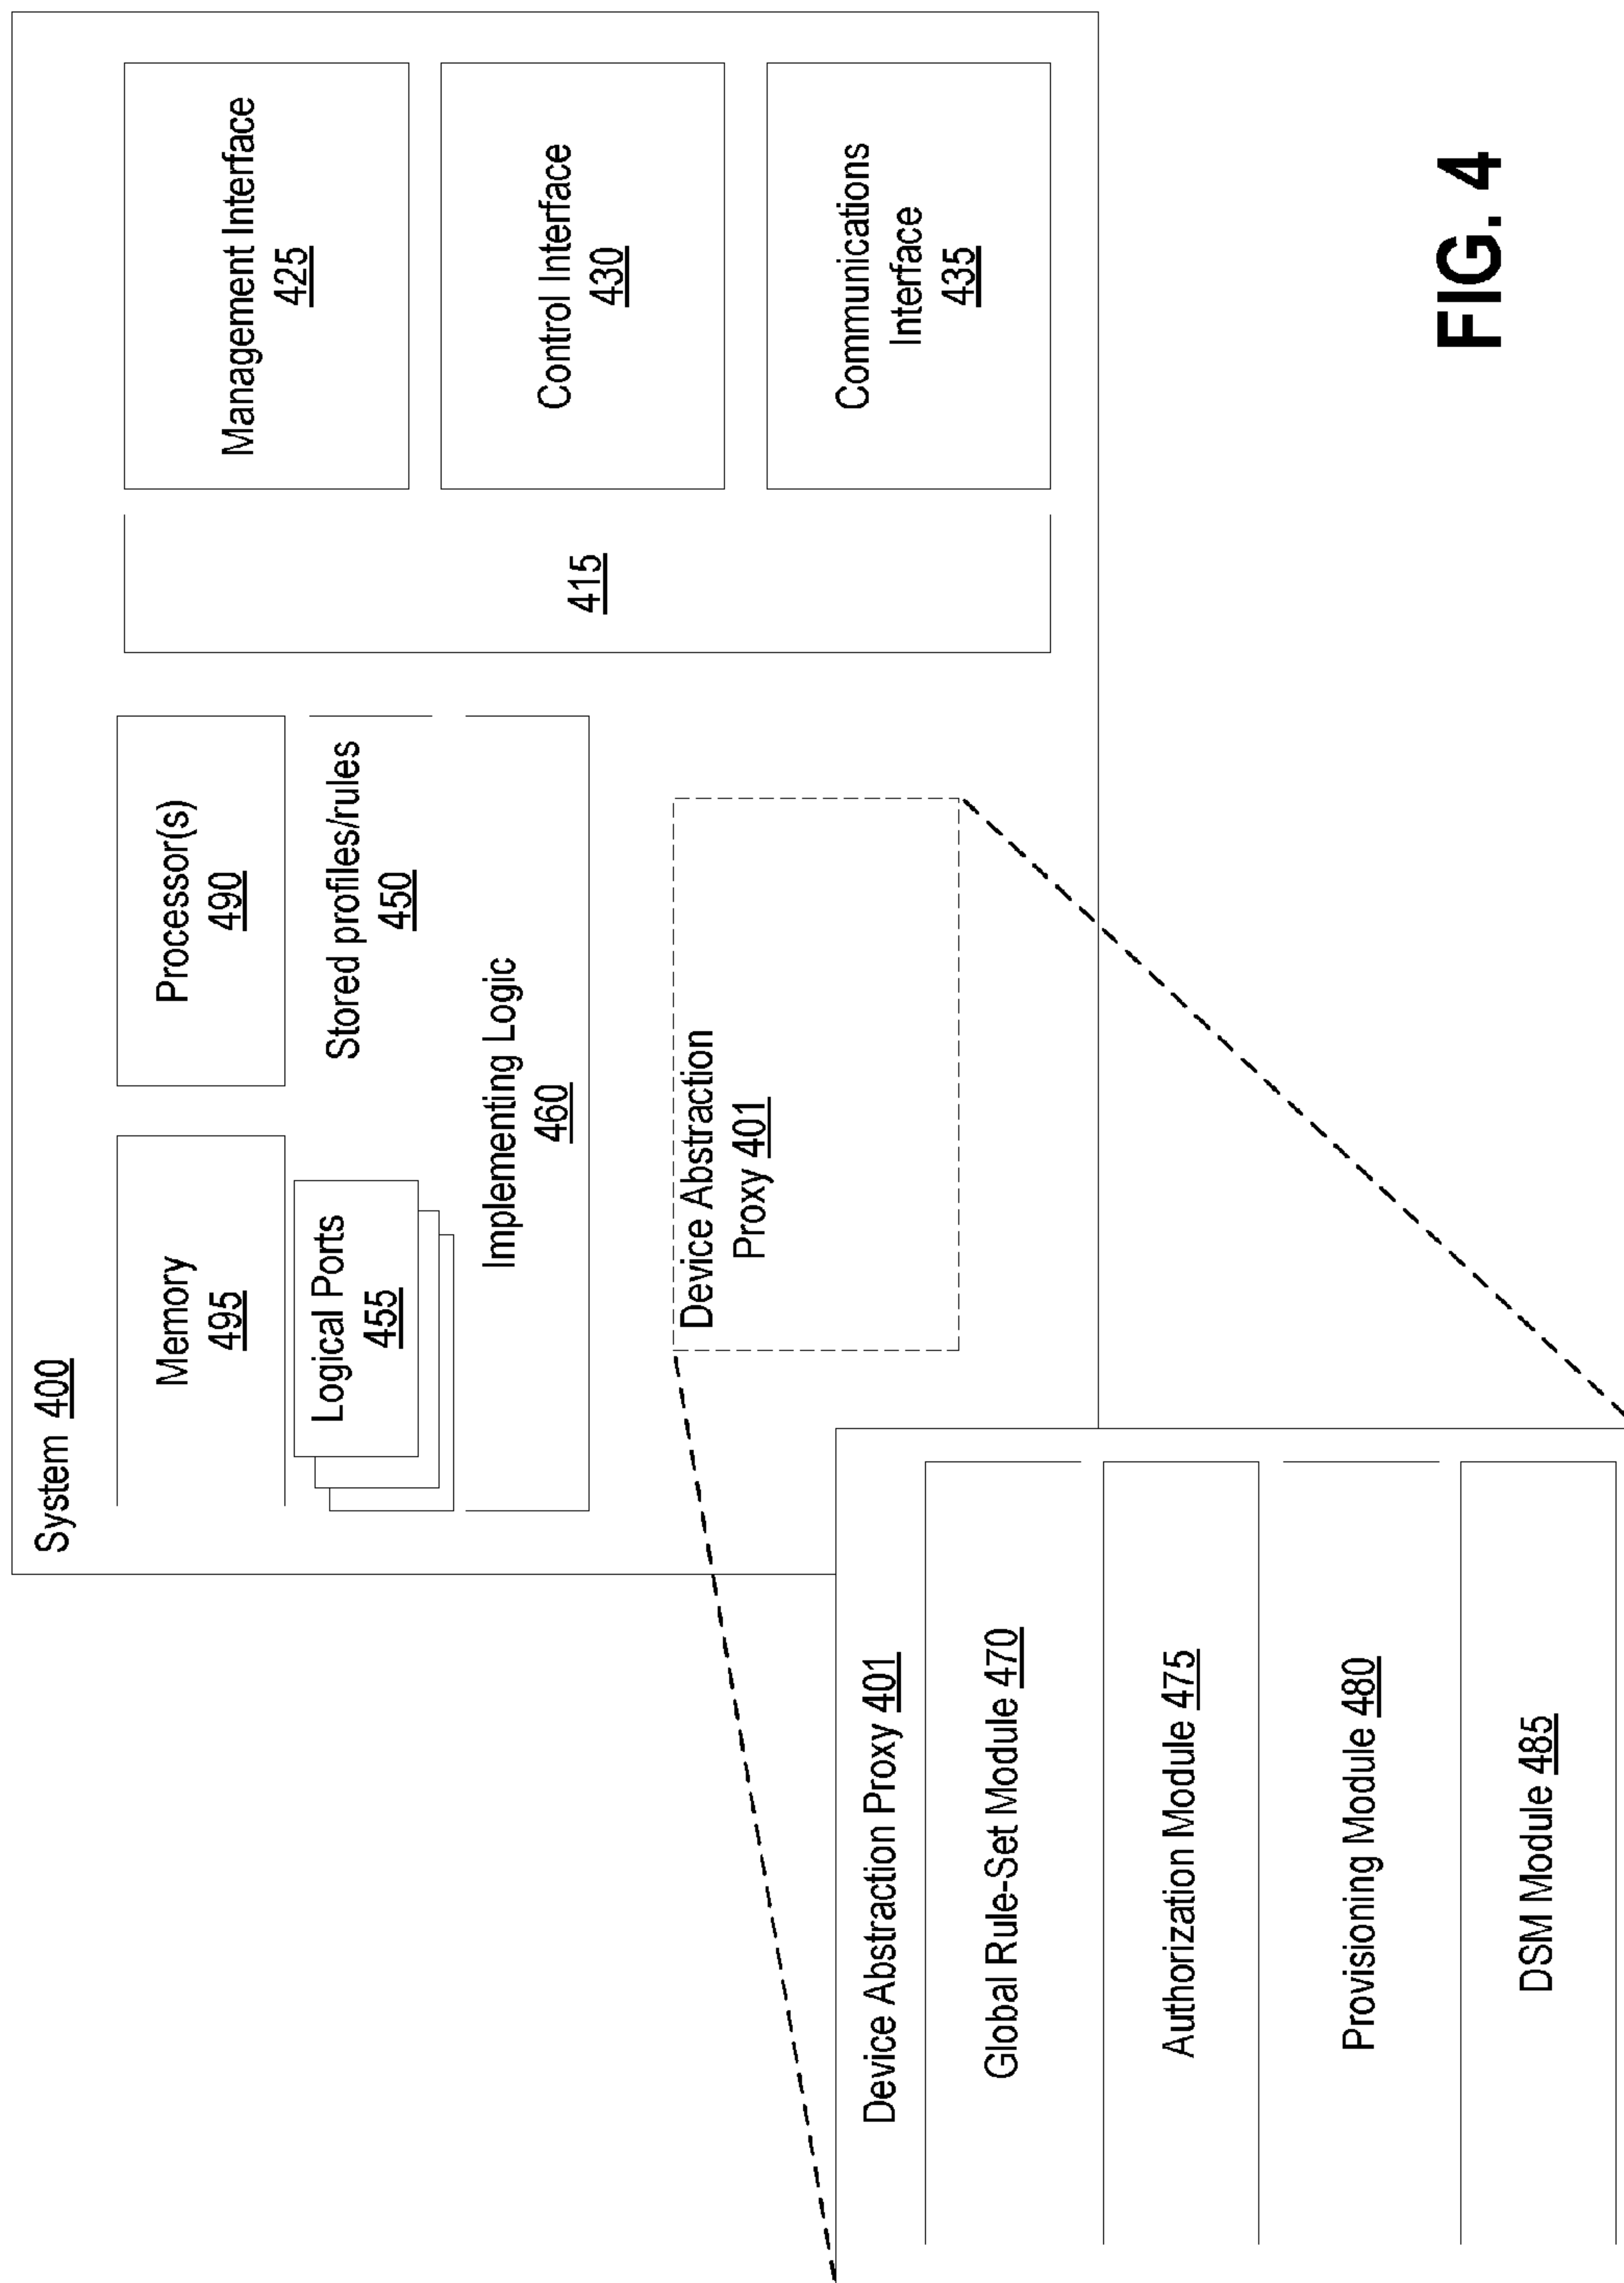 System 400
Memory
495
Processor(s)
490
Logical Ports
455
Stored profiles/rules
450
Implementing Logic
460
Device Abstraction
Proxy 401
415
Management Interface
425
Control Interface
430
Communications
Interface
435
Device Abstraction Proxy 401
Global Rule-Set Module 470
Authorization Module 475
Provisioning Module 480
DSM Module 485
FIG. 4